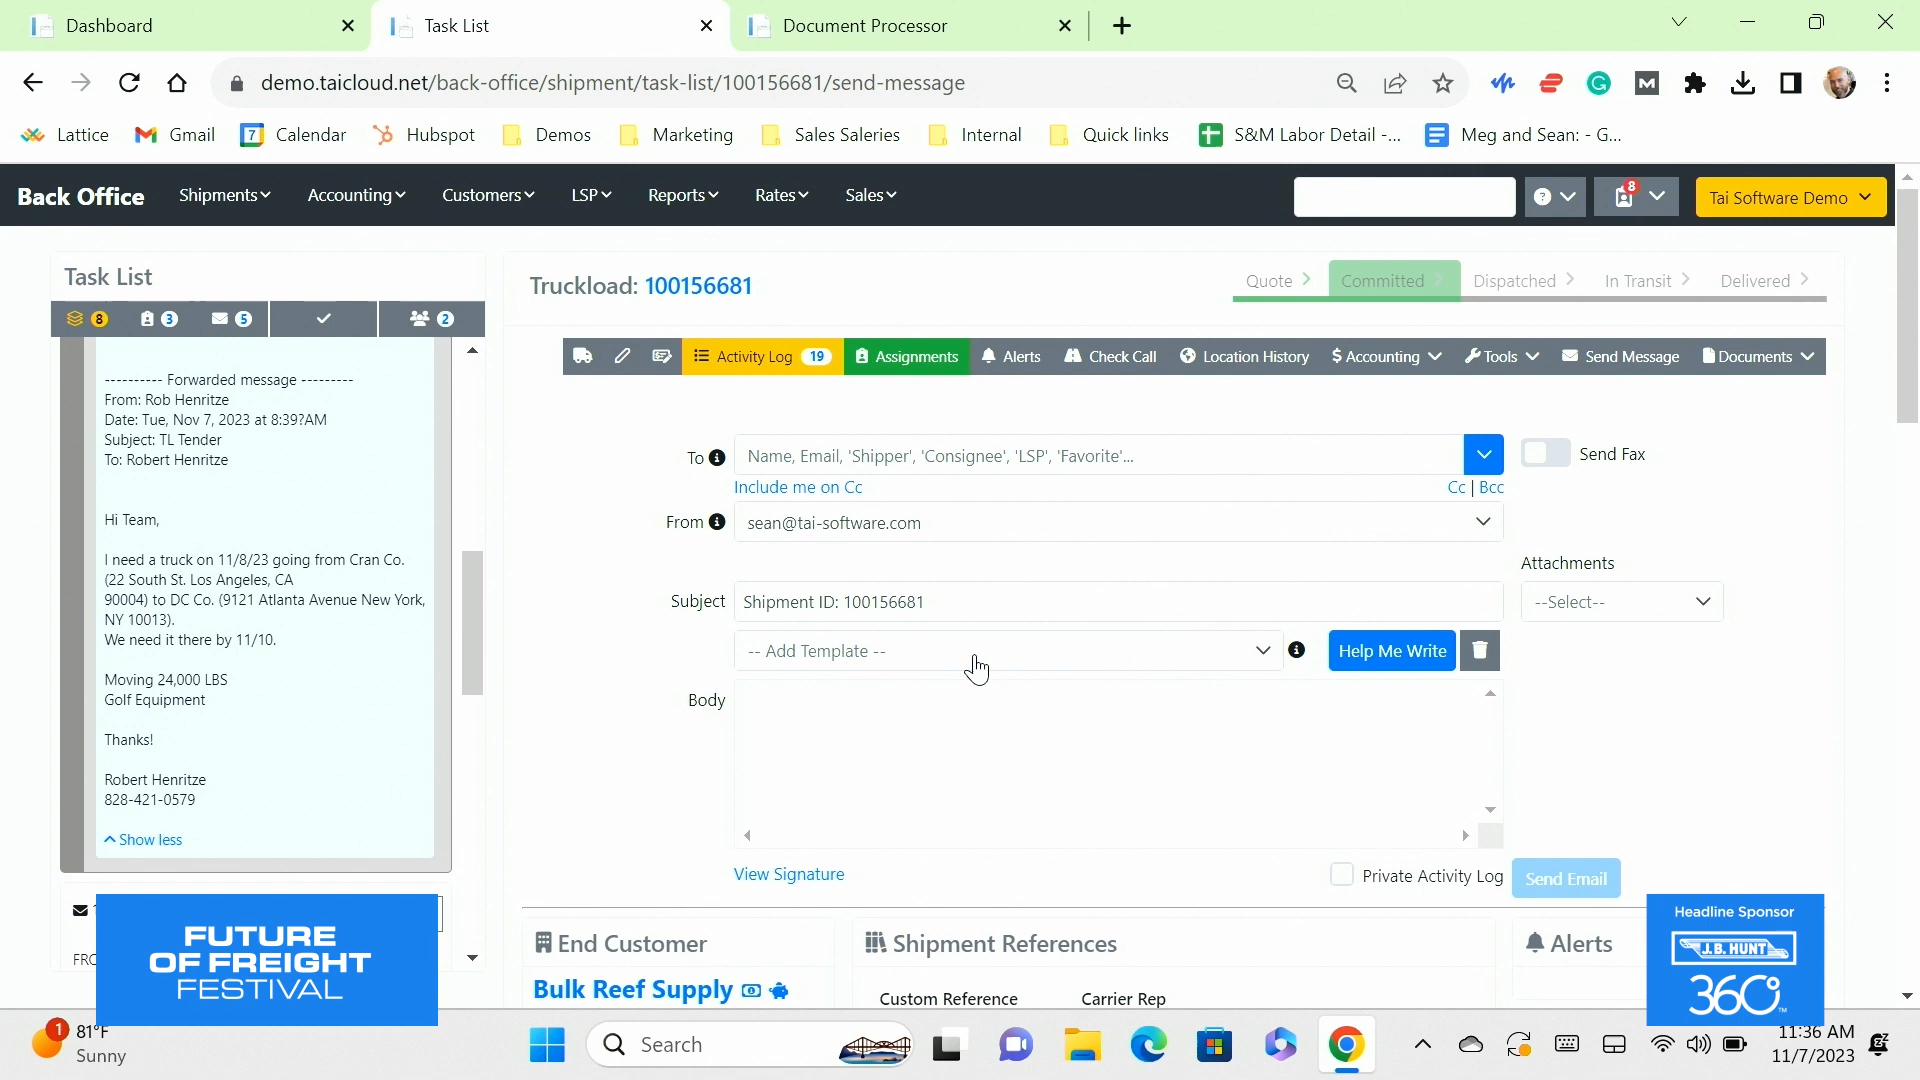 Dashboard
Task List
Document Processor
demo.taicloud.net/back-office/shipment/task-list/100156681/send-message
Lattice
Gmail
7 Calendar
Hubspot
Demos
Marketing
Sales Saleries
Internal
Quick links
S&M Labor Detail -...
Meg and Sean: - G...
Back Office
Shipments
Accounting
Customers
LSP
Reports
Rates
Sales
8
Tai Software Demo
Task List
8
3
5
2
---------- Forwarded message ---------
From: Rob Henritze
Date: Tue, Nov 7, 2023 at 8:39?AM
Subject: TL Tender
To: Robert Henritze
Hi Team,
I need a truck on 11/8/23 going from Cran Co.
(22 South St. Los Angeles, CA
90004) to DC Co. (9121 Atlanta Avenue New York,
NY 10013).
We need it there by 11/10.
Moving 24,000 LBS
Golf Equipment
Thanks!
Robert Henritze
828-421-0579
Show less
Truckload: 100156681
Quote
Committed
Dispatched
In Transit
Delivered
Activity Log 19
Assignments
Alerts
Check Call
Location History
$ Accounting
Tools
Send Message
Documents
To
Name, Email, 'Shipper', 'Consignee', 'LSP', 'Favorite'...
Send Fax
Include me on Cc
Cc | Bcc
From
sean@tai-software.com
Attachments
Subject
Shipment ID: 100156681
--Select--
-- Add Template --
Help Me Write
Body
View Signature
Private Activity Log
Send Email
End Customer
Bulk Reef Supply
Shipment References
Custom Reference
Carrier Rep
Alerts
FUTURE
OF FREIGHT
FESTIVAL
Headline Sponsor
J.B. HUNT
360°
1
81°F
Sunny
Search
11:36 AM
11/7/2023